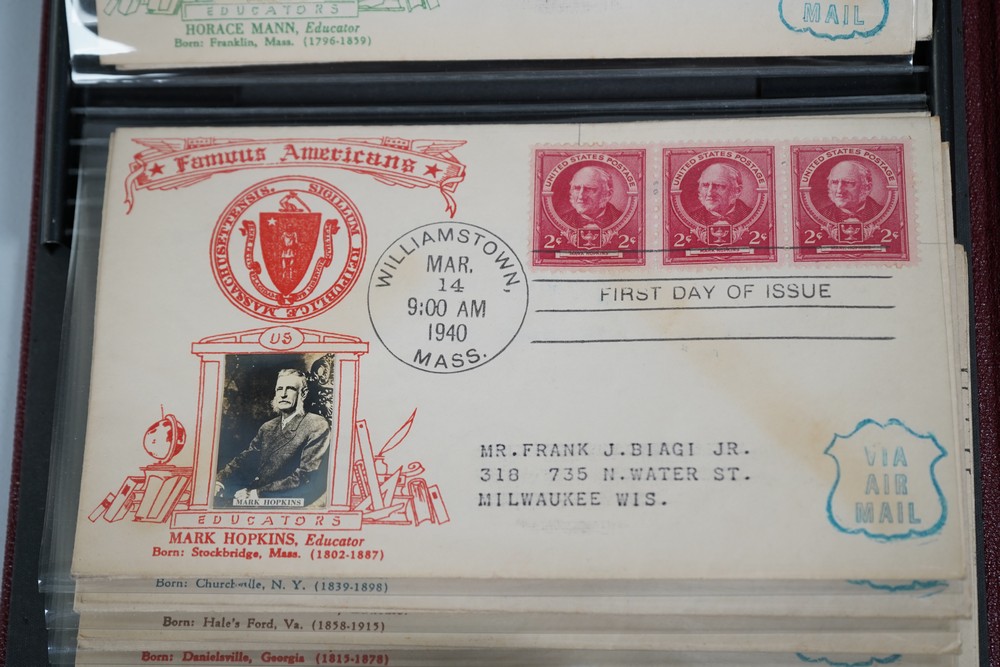 EDUCATORS
HORACE MANN, Educator
Born: Franklin, Mass. (1796-1859)
MAIL
Famous Americans
SIGILLUM REIPUBLICÆ MASSACHUSETTENSIS.
US
MARK HOPKINS
EDUCATORS
MARK HOPKINS, Educator
Born: Stockbridge, Mass. (1802-1887)
WILLIAMSTOWN,
MAR.
14
9:00 AM
1940
MASS.
UNITED STATES POSTAGE
2¢ 2¢
UNITED STATES POSTAGE
2¢ 2¢
UNITED STATES POSTAGE
2¢ 2¢
FIRST DAY OF ISSUE
MR.FRANK J.BIAGI JR.
318 735 N.WATER ST.
MILWAUKEE WIS.
VIA
AIR
MAIL
Born: Churchville, N. Y. (1839-1898)
Born: Hale's Ford, Va. (1858-1915)
Born: Danielsville, Georgia (1815-1878)